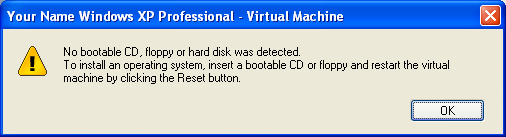 Your Name Windows XP Professional - Virtual Machine
No bootable CD, floppy or hard disk was detected.
To install an operating system, insert a bootable CD or floppy and restart the virtual
machine by clicking the Reset button.
OK